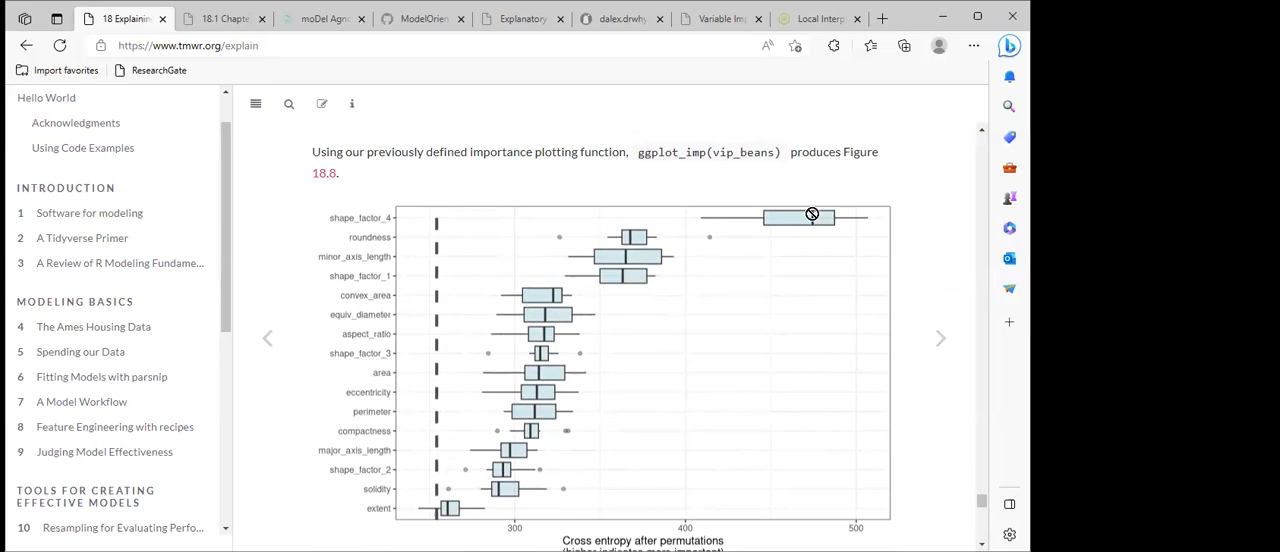 18 Explaining
18.1 Chapte
moDel Agno
ModelOrien
Explanatory
dalex.drwhy
Variable Im
Local Interp
https://www.tmwr.org/explain
Import favorites
ResearchGate
Hello World
Acknowledgments
Using Code Examples
INTRODUCTION
1 Software for modeling
2 A Tidyverse Primer
3 A Review of R Modeling Fundame...
MODELING BASICS
4 The Ames Housing Data
5 Spending our Data
6 Fitting Models with parsnip
7 A Model Workflow
8 Feature Engineering with recipes
9 Judging Model Effectiveness
TOOLS FOR CREATING
EFFECTIVE MODELS
10 Resampling for Evaluating Perfo...
Using our previously defined importance plotting function, ggplot_imp(vip_beans) produces Figure
18.8.
shape_factor_4
roundness
minor_axis_length
shape_factor_1
convex_area
equiv_diameter
aspect_ratio
shape_factor_3
area
eccentricity
perimeter
compactness
major_axis_length
shape_factor_2
solidity
extent
300 400 500
Cross entropy after permutations
(higher indicates more important)